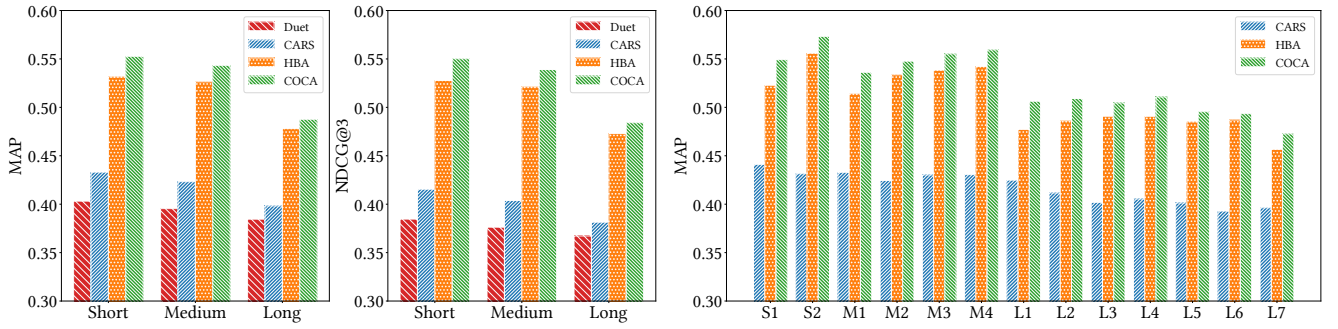 MAP
0.60
0.55
0.50
0.45
0.40
0.35
0.30
Short Medium Long
Duet
CARS
HBA
COCA
NDCG@3
0.60
0.55
0.50
0.45
0.40
0.35
0.30
Short Medium Long
Duet
CARS
HBA
COCA
MAP
0.60
0.55
0.50
0.45
0.40
0.35
0.30
S1 S2 M1 M2 M3 M4 L1 L2 L3 L4 L5 L6 L7
CARS
HBA
COCA